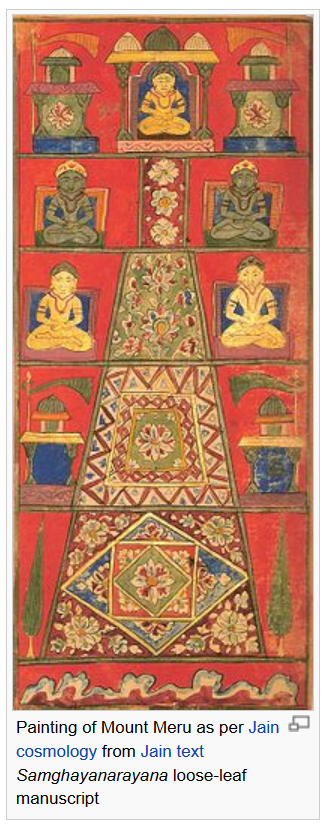 Painting of Mount Meru as per Jain
cosmology from Jain text
Samghayanarayana loose-leaf
manuscript